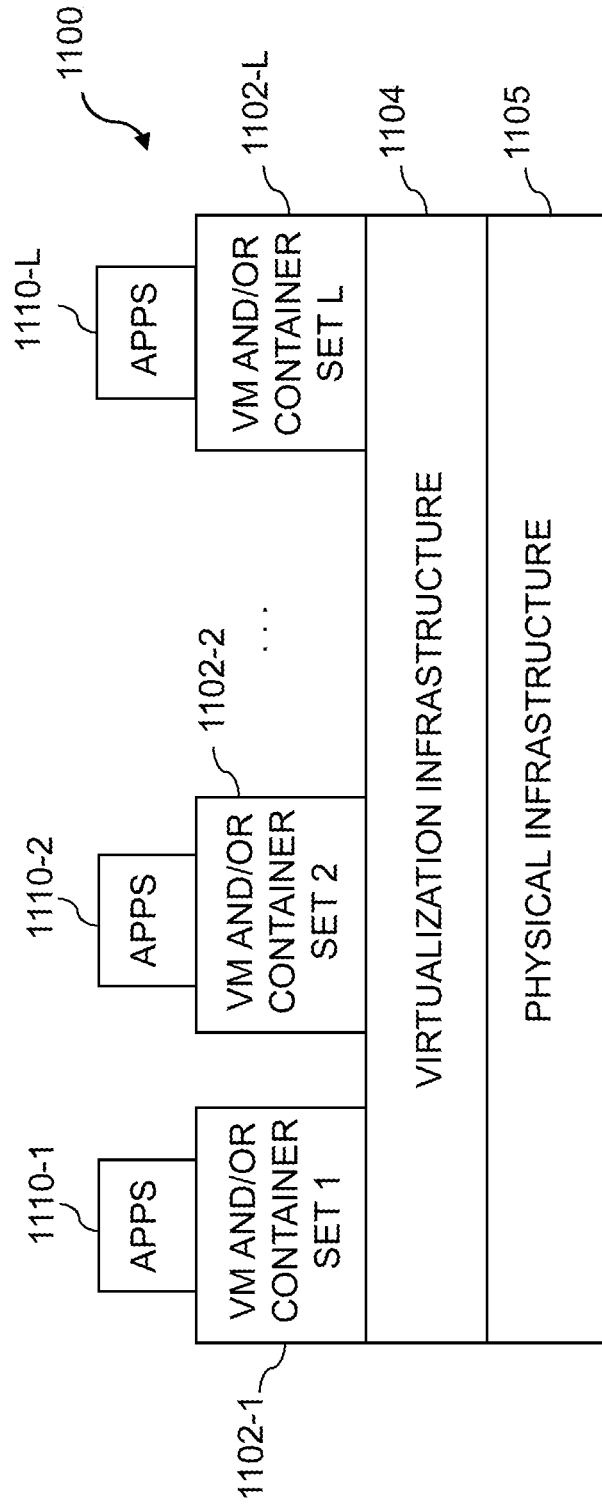 1100
1110-1
1110-2
1110-L
APPS
APPS
APPS
1102-1
VM AND/OR
CONTAINER
SET 1
VM AND/OR
CONTAINER
SET 2
1102-2
. . .
VM AND/OR
CONTAINER
SET L
1102-L
VIRTUALIZATION INFRASTRUCTURE
1104
PHYSICAL INFRASTRUCTURE
1105